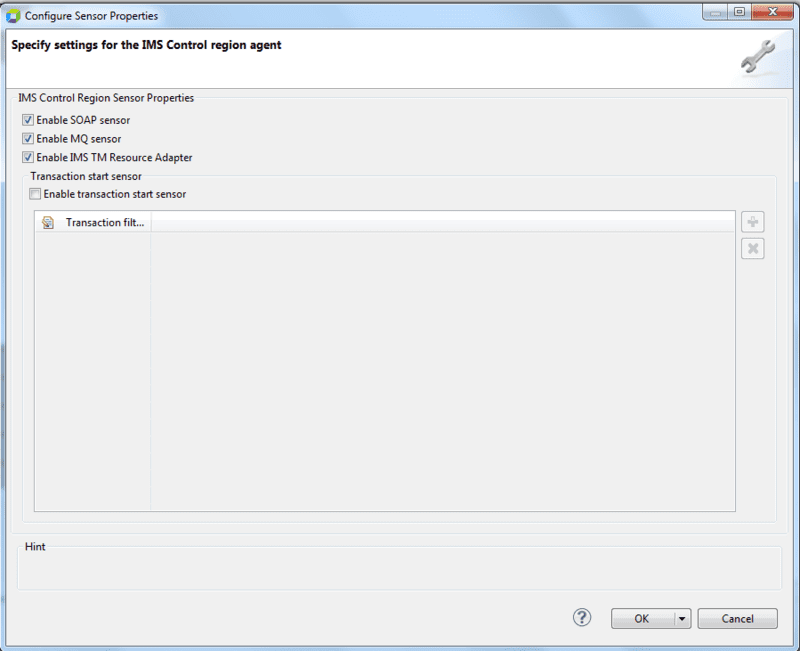 Configure Sensor Properties
Specify settings for the IMS Control region agent
IMS Control Region Sensor Properties
Enable SOAP sensor
Enable MQ sensor
Enable IMS TM Resource Adapter
Transaction start sensor
Enable transaction start sensor
Transaction filt...
Hint
? OK Cancel